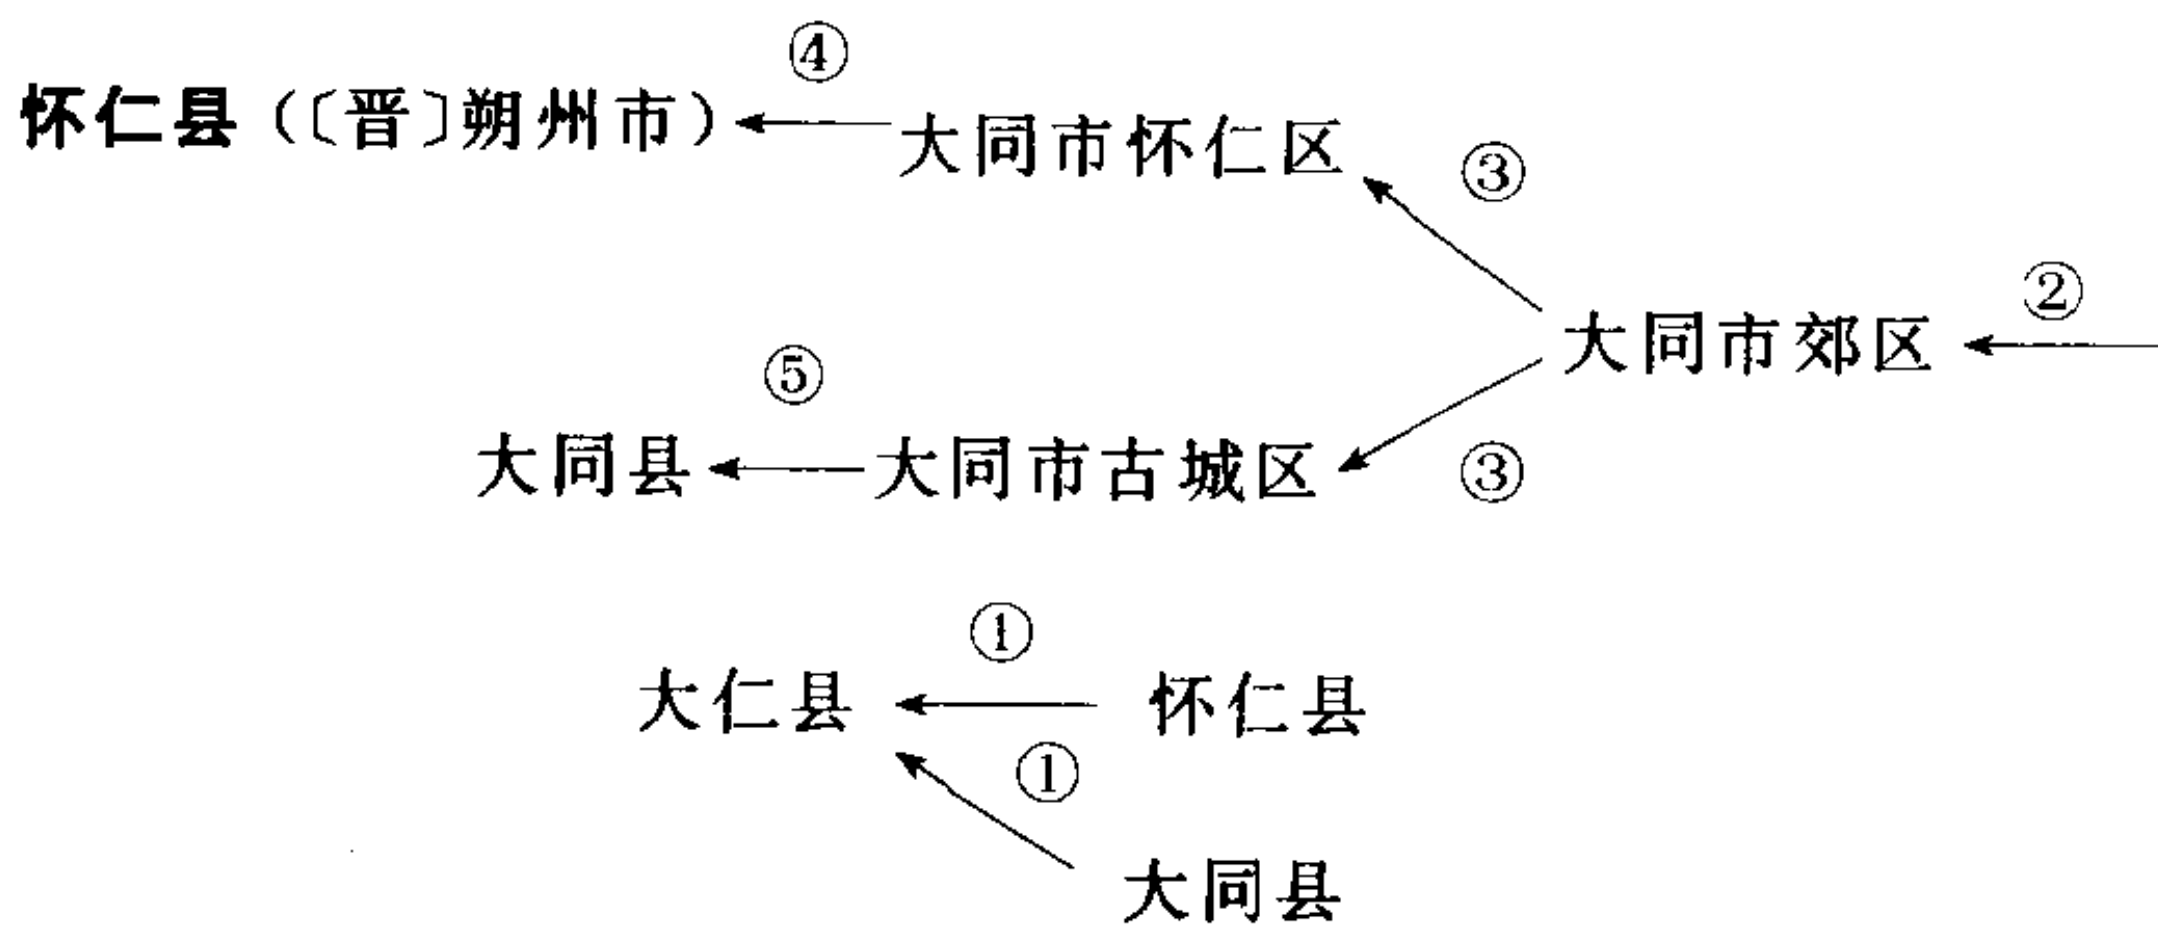 ④
怀仁县(〔晋〕朔州市)
大同市怀仁区
③
②
大同市郊区
⑤
大同县
大同市古城区
③
①
大仁县
怀仁县
①
大同县